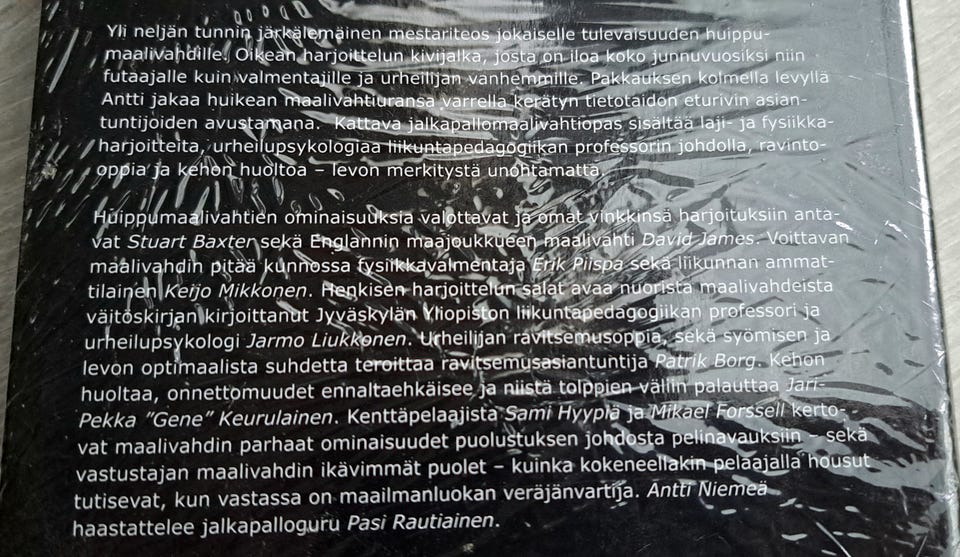 Yli neljän tunnin järkälemäinen mestariteos jokaiselle tulevaisuuden huippu-
maalivahdille. Oikean harjoittelun kivijalka, josta on iloa koko junnuvuosiksi niin
futaajalle kuin valmentajille ja urheilijan vanhemmille. Pakkauksen kolmella levyllä
Antti jakaa huikean maalivahtiuransa varrella kerätyn tietotaidon eturivin asian-
tuntijoiden avustamana. Kattava jalkapallomaalivahtiopas sisältää laji- ja fysiikka-
harjoitteita, urheilupsykologiaa liikuntapedagogiikan professorin johdolla, ravinto-
oppia ja kehon huoltoa – levon merkitystä unohtamatta.
Huippumaalivahtien ominaisuuksia valottavat ja omat vinkkinsä harjoituksiin anta-
vat Stuart Baxter sekä Englannin maajoukkueen maalivahti David James. Voittavan
maalivahdin pitää kunnossa fysiikkavalmentaja Erik Piispa sekä liikunnan ammat-
tilainen Keijo Mikkonen. Henkisen harjoittelun salat avaa nuorista maalivahdeista
väitöskirjan kirjoittanut Jyväskylän Yliopiston liikuntapedagogiikan professori ja
urheilupsykologi Jarmo Liukkonen. Urheilijan ravitsemusoppia, sekä syömisen ja
levon optimaalista suhdetta teroittaa ravitsemusasiantuntija Patrik Borg. Kehon
huoltaa, onnettomuudet ennaltaehkäisee ja niistä tolppien väliin palauttaa Jari-
Pekka ”Gene” Keurulainen. Kenttäpelaajista Sami Hyypiä ja Mikael Forssell kerto-
vat maalivahdin parhaat ominaisuudet puolustuksen johdosta pelinavauksiin – sekä
vastustajan maalivahdin ikävimmät puolet – kuinka kokeneellakin pelaajalla housut
tutisevat, kun vastassa on maailmanluokan veräjänvartija. Antti Niemeä
haastattelee jalkapalloguru Pasi Rautiainen.